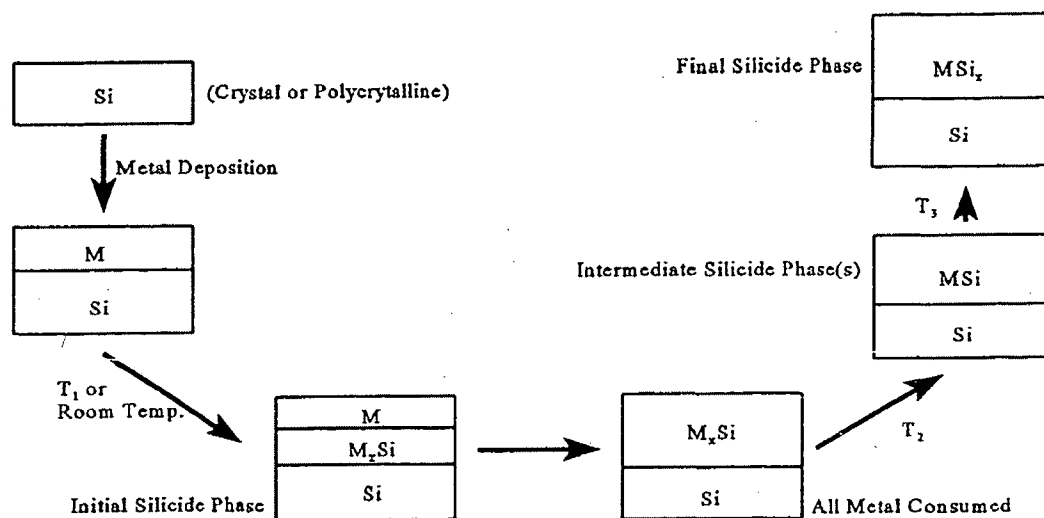 Si
(Crystal or Polycrytalline)
Metal Deposition
M
Si
T₁ or
Room Temp.
M
MₓSi
Si
Initial Silicide Phase
MₓSi
Si
All Metal Consumed
T₂
Intermediate Silicide Phase(s)
MSi
Si
T₃
Final Silicide Phase
MSiₓ
Si